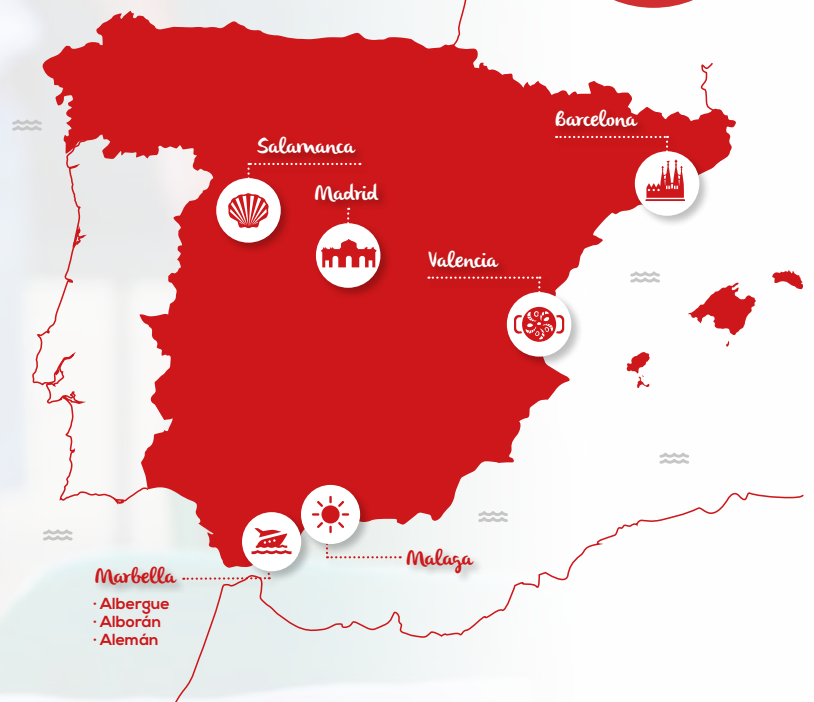 Barcelona
Salamanca
Madrid
Valencia
Malaga
Marbella
· Albergue
· Alborán
· Alemán